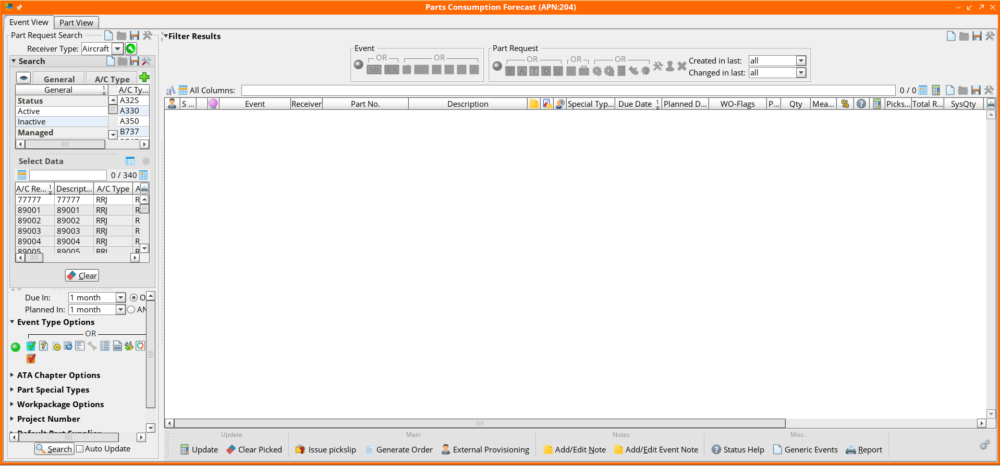 Parts Consumption Forecast (APN:204)
Event View
Part View
Part Request Search
Receiver Type: Aircraft
Search
General
A/C Type
General 1
A/C Ty...
Status
Active
Inactive
Managed
A32S
A330
A350
B737
Select Data
0 / 340
A/C Re... 1 Descript... A/C Type A
77777 77777 RRJ R
89001 89001 RRJ R
89002 89002 RRJ R
89003 89003 RRJ R
89004 89004 RRJ R
89005 89005 RRJ R
Clear
Due In: 1 month O
Planned In: 1 month AN
Event Type Options
OR
ATA Chapter Options
Part Special Types
Workpackage Options
Project Number
Default Part Supplier
Search Auto Update
Filter Results
Event
OR OR
SD US
Part Request
OR OR OR
E A T O U
Created in last: all
Changed in last: all
All Columns: 0 / 0
S ... Event Receiver Part No. Description Special Typ... Due Date 1 Planned D... WO-Flags P... Qty Mea... % ? Picks... Total R... SysQty
Update Main Notes Misc.
Update Clear Picked Issue pickslip Generate Order External Provisioning Add/Edit Note Add/Edit Event Note Status Help Generic Events Report